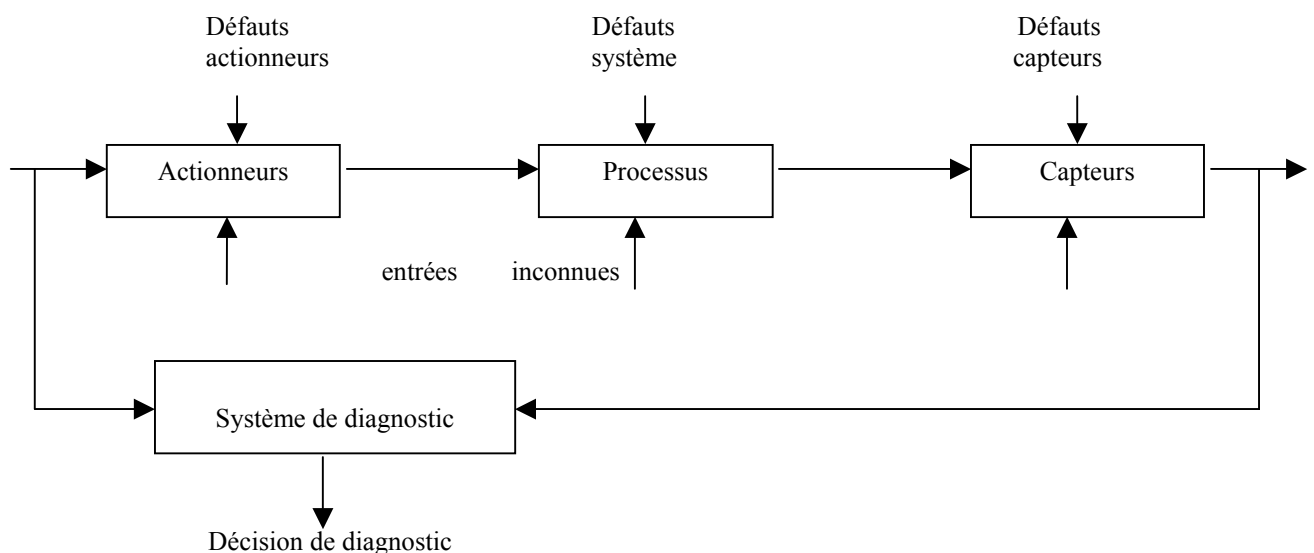 Défauts
actionneurs
Défauts
système
Défauts
capteurs
Actionneurs
Processus
Capteurs
entrées inconnues
Système de diagnostic
Décision de diagnostic